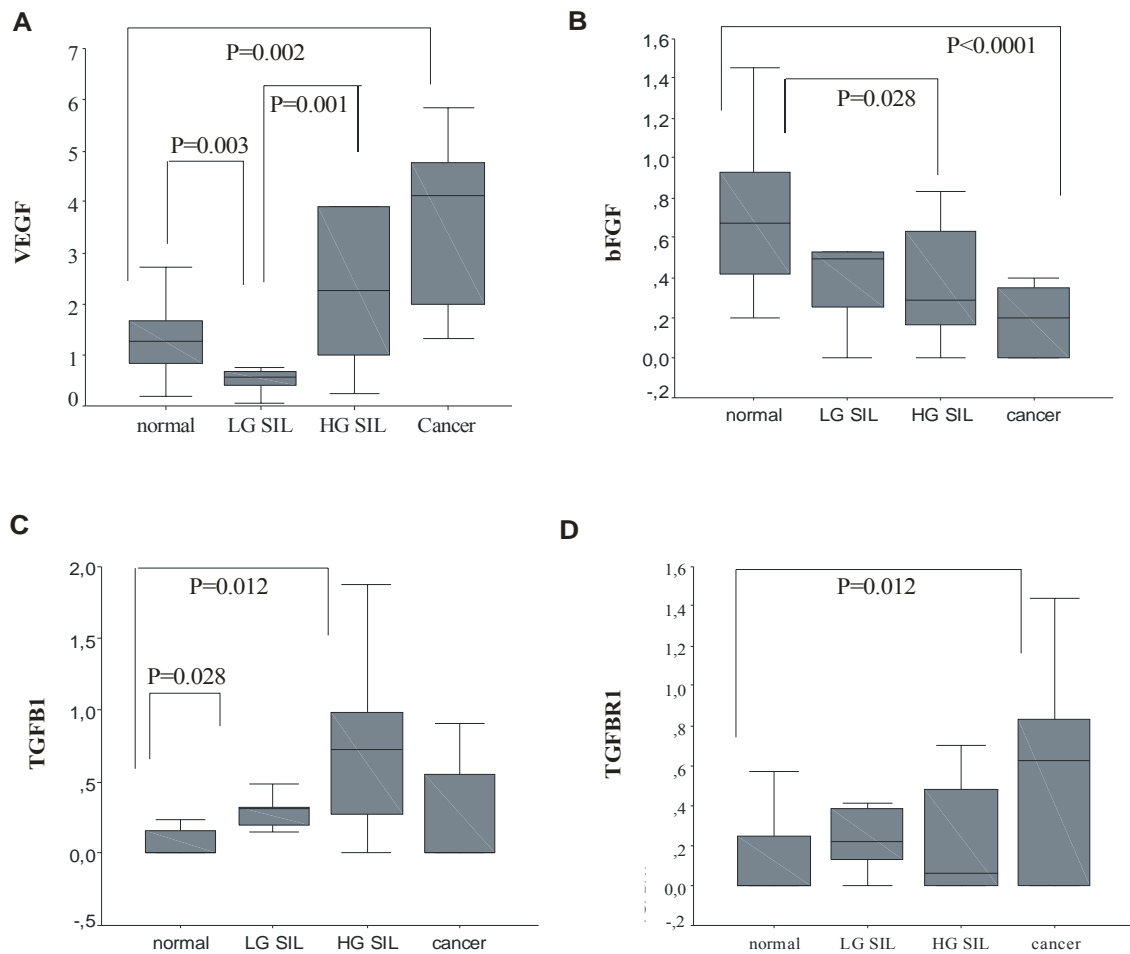 A
VEGF
7
6
5
4
3
2
1
0
P=0.002
P=0.001
P=0.003
normal LG SIL HG SIL Cancer
B
bFGF
1,6
1,4
1,2
1,0
,8
,6
,4
,2
0,0
-,2
P<0.0001
P=0.028
normal LG SIL HG SIL cancer
C
TGFB1
2,0
1,5
1,0
,5
0,0
-,5
P=0.012
P=0.028
normal LG SIL HG SIL cancer
D
TGFBR1
1,6
1,4
1,2
1,0
,8
,6
,4
,2
0,0
-,2
P=0.012
normal LG SIL HG SIL cancer